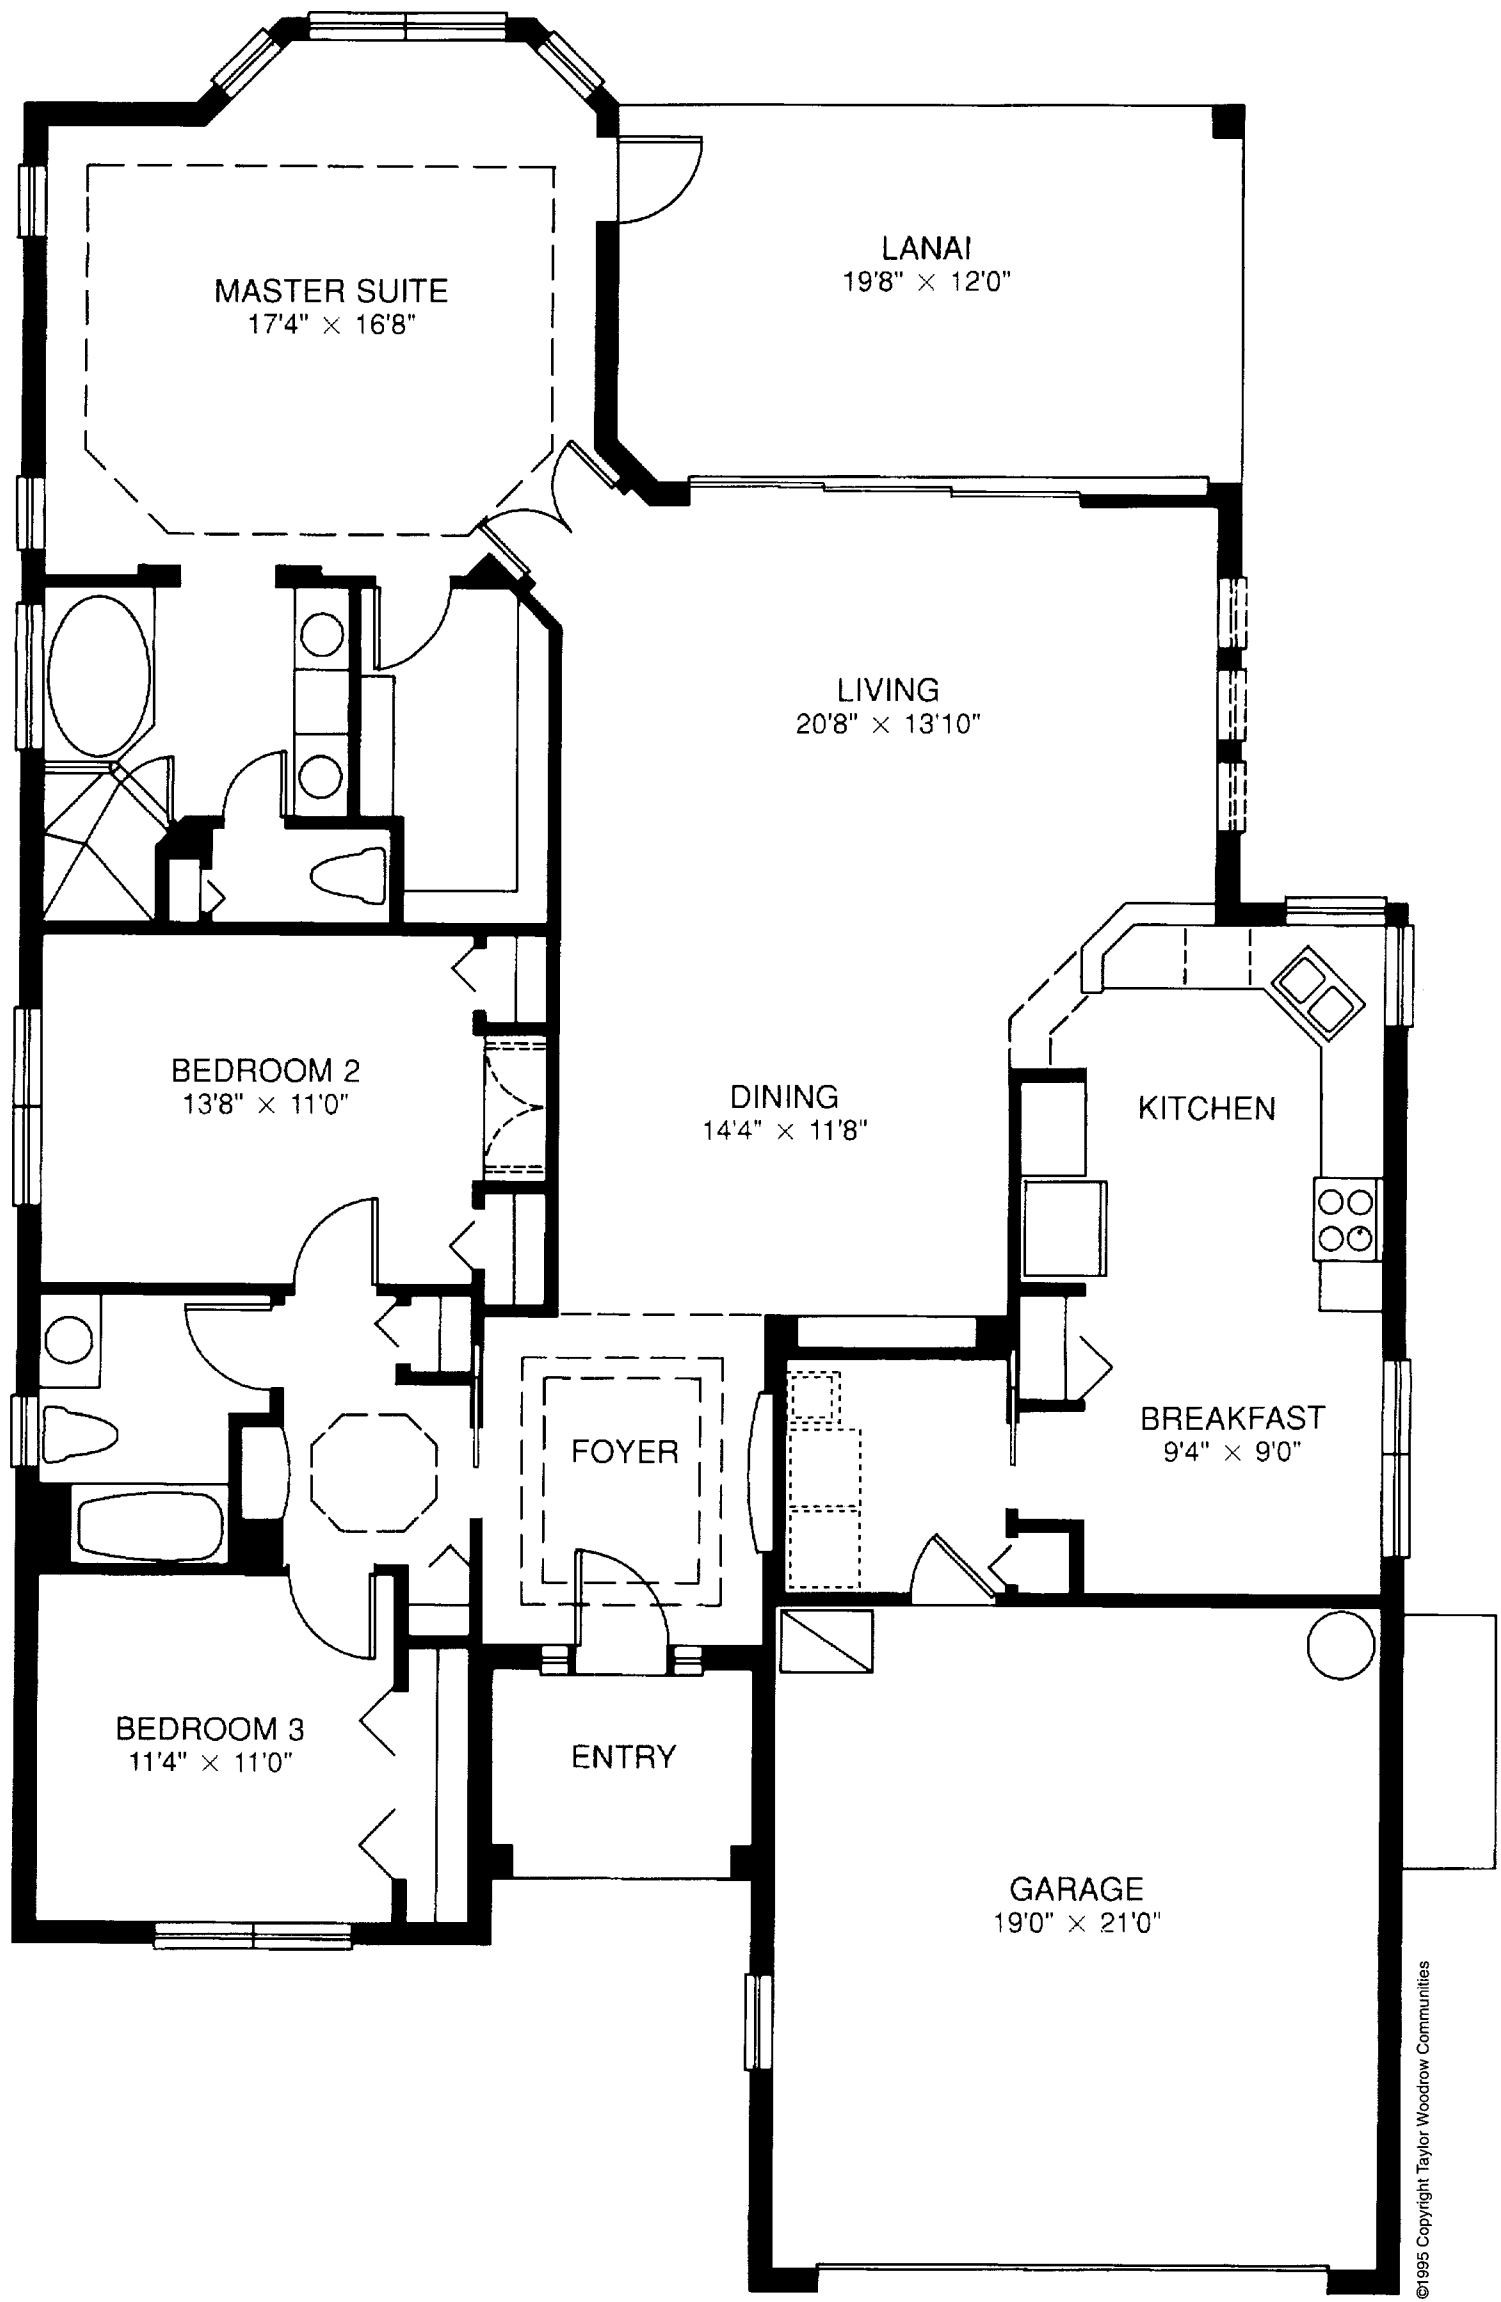 LANAI
19'8" × 12'0"
MASTER SUITE
17'4" × 16'8"
LIVING
20'8" × 13'10"
BEDROOM 2
13'8" × 11'0"
DINING
14'4" × 11'8"
KITCHEN
BREAKFAST
9'4" × 9'0"
FOYER
BEDROOM 3
11'4" × 11'0"
ENTRY
GARAGE
19'0" × 21'0"
©1995 Copyright Taylor Woodrow Communities